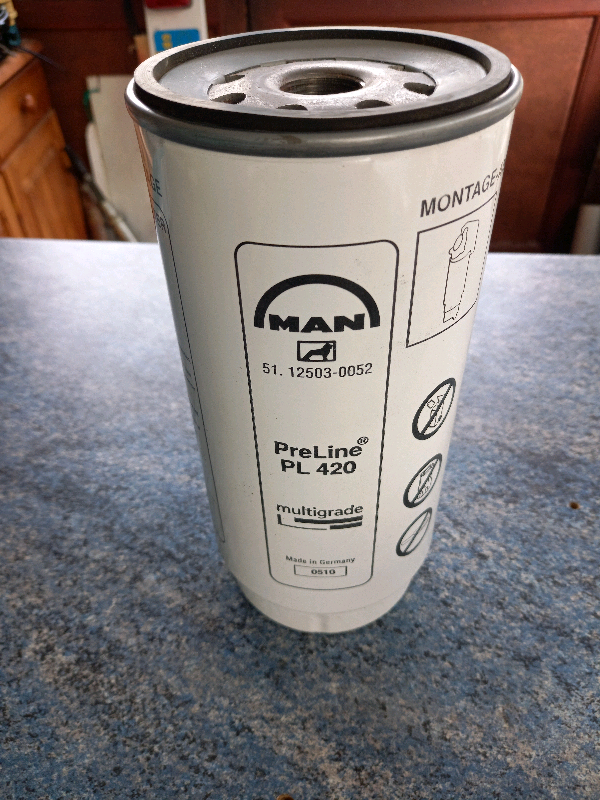 MAN
51. 12503-0052
PreLine®
PL 420
multigrade
Made in Germany
0510
MONTAGE-